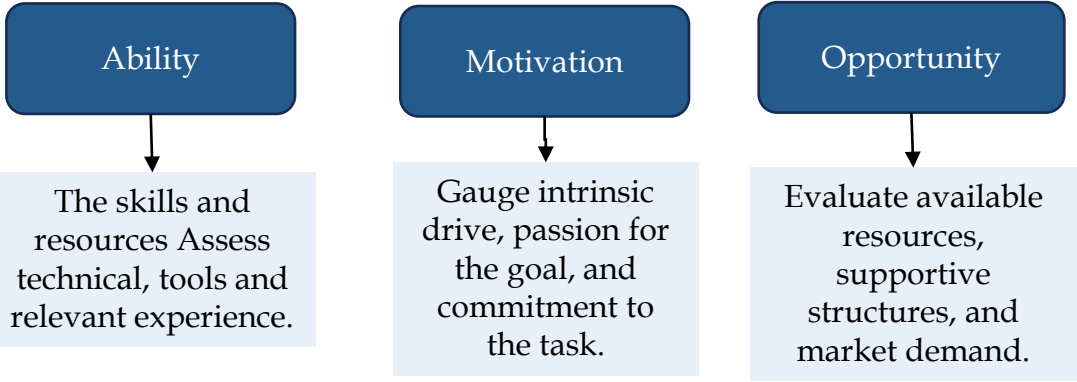 Ability
The skills and
resources Assess
technical, tools and
relevant experience.
Motivation
Gauge intrinsic
drive, passion for
the goal, and
commitment to
the task.
Opportunity
Evaluate available
resources,
supportive
structures, and
market demand.